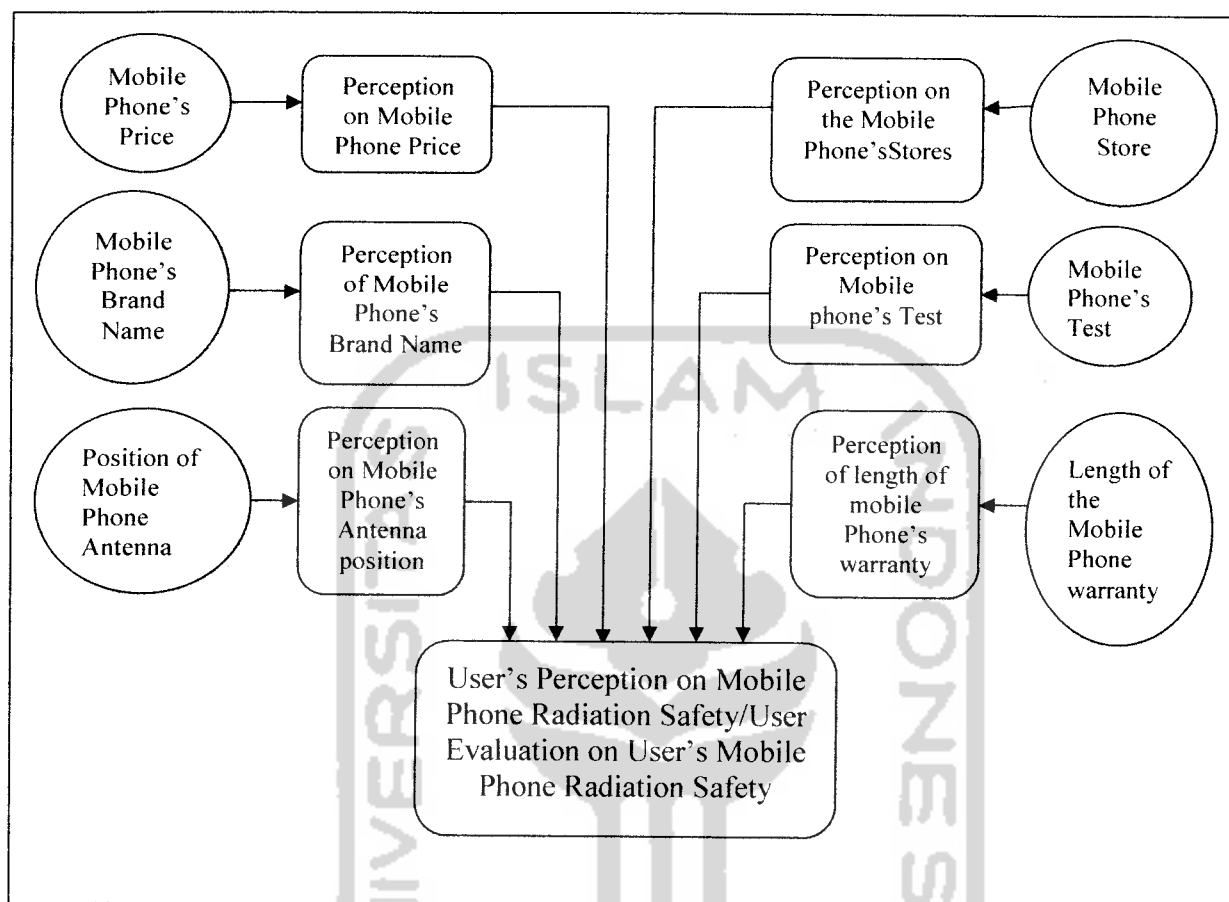 Mobile
Phone's
Price
Perception
on Mobile
Phone Price
Perception on
the Mobile
Phone'sStores
Mobile
Phone
Store
Mobile
Phone's
Brand
Name
Perception
of Mobile
Phone's
Brand Name
Perception on
Mobile
phone's Test
Mobile
Phone's
Test
Position of
Mobile
Phone
Antenna
Perception
on Mobile
Phone's
Antenna
position
Perception
of length of
mobile
Phone's
warranty
Length of
the
Mobile
Phone
warranty
User's Perception on Mobile
Phone Radiation Safety/User
Evaluation on User's Mobile
Phone Radiation Safety
UNIVERSITAS
ISLAM
INDONES